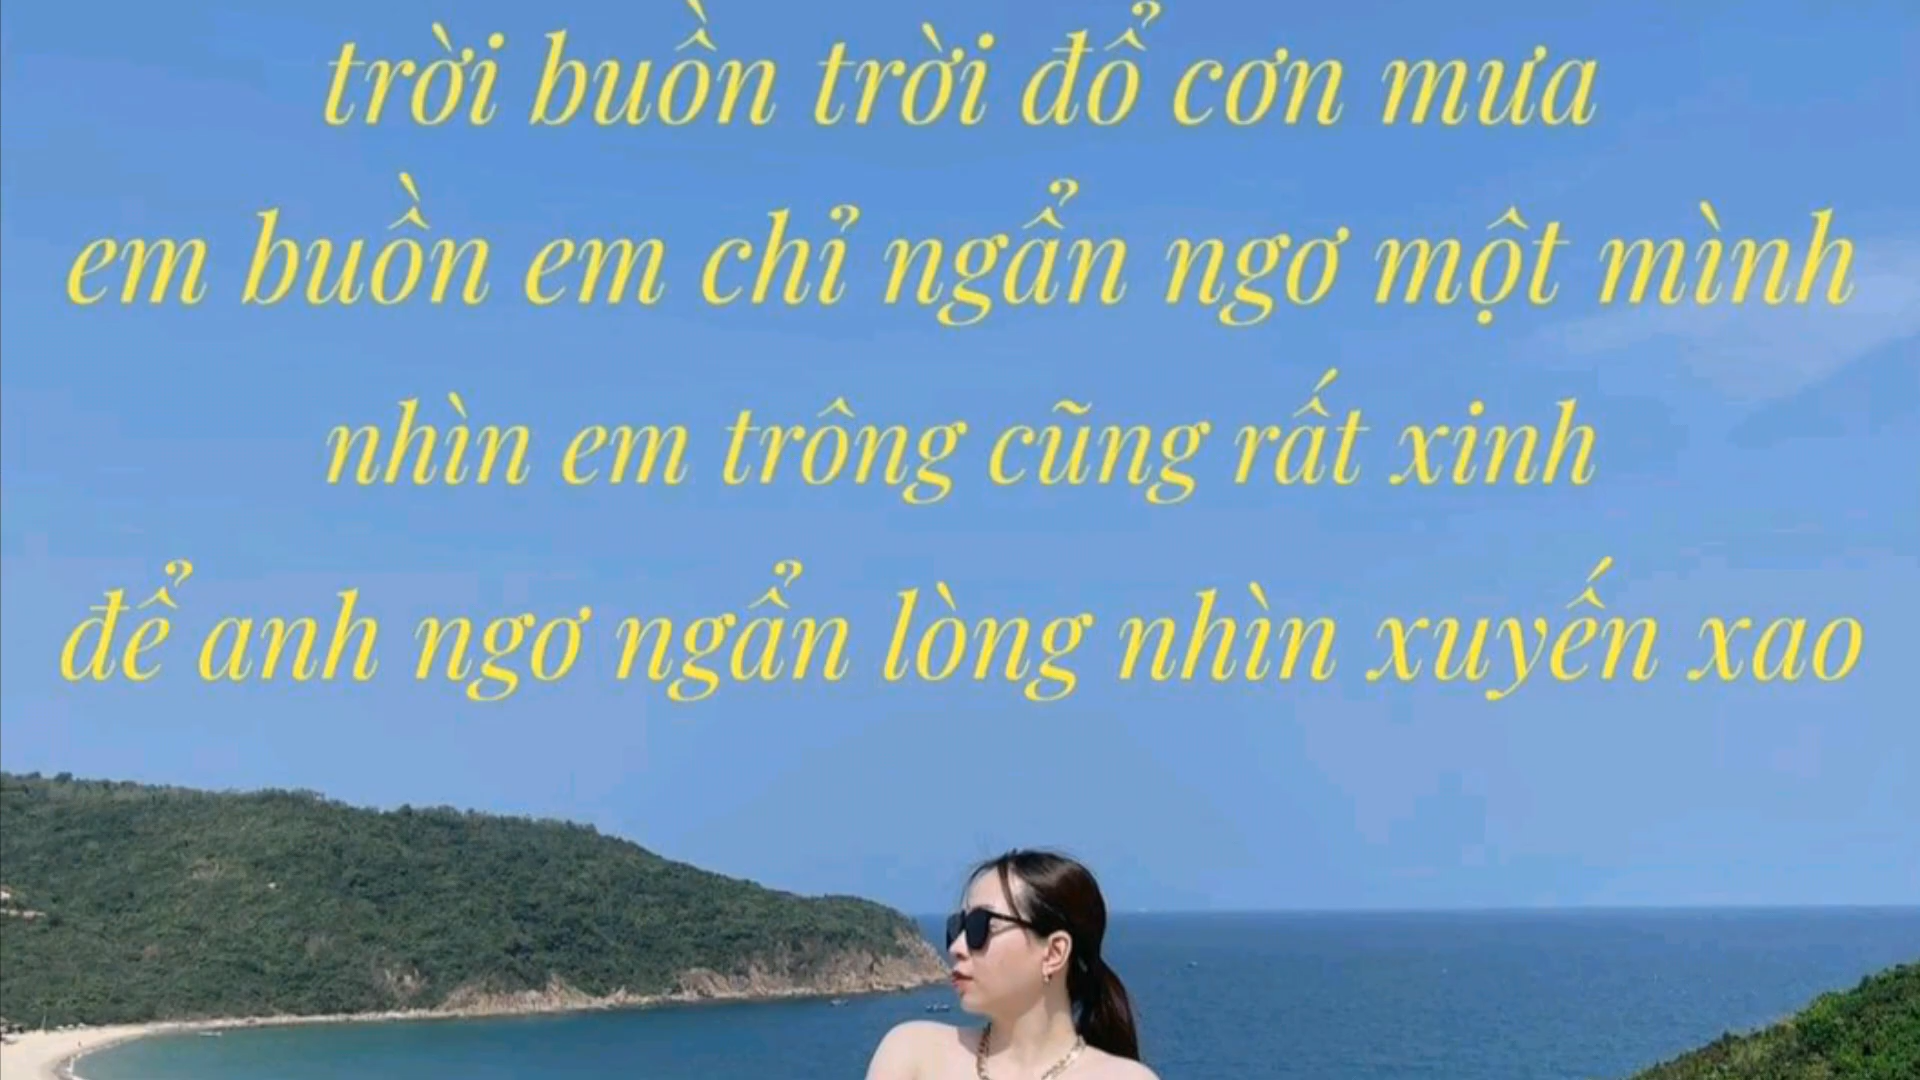 trời buồn trời đổ cơn mưa
em buồn em chỉ ngẩn ngơ một mình
nhìn em trông cũng rất xinh
để anh ngơ ngẩn lòng nhìn xuyến xao